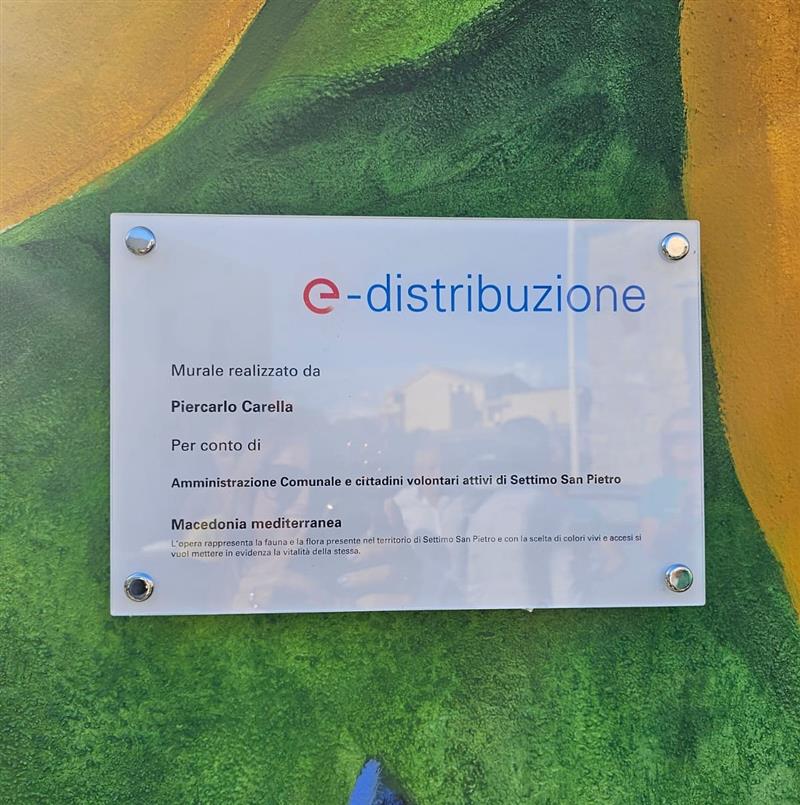 e-distribuzione
Murale realizzato da
Piercarlo Carella
Per conto di
Amministrazione Comunale e cittadini volontari attivi di Settimo San Pietro
Macedonia mediterranea
L'opera rappresenta la fauna e la flora presente nel territorio di Settimo San Pietro e con la scelta di colori vivi e accesi si
vuol mettere in evidenza la vitalità della stessa.